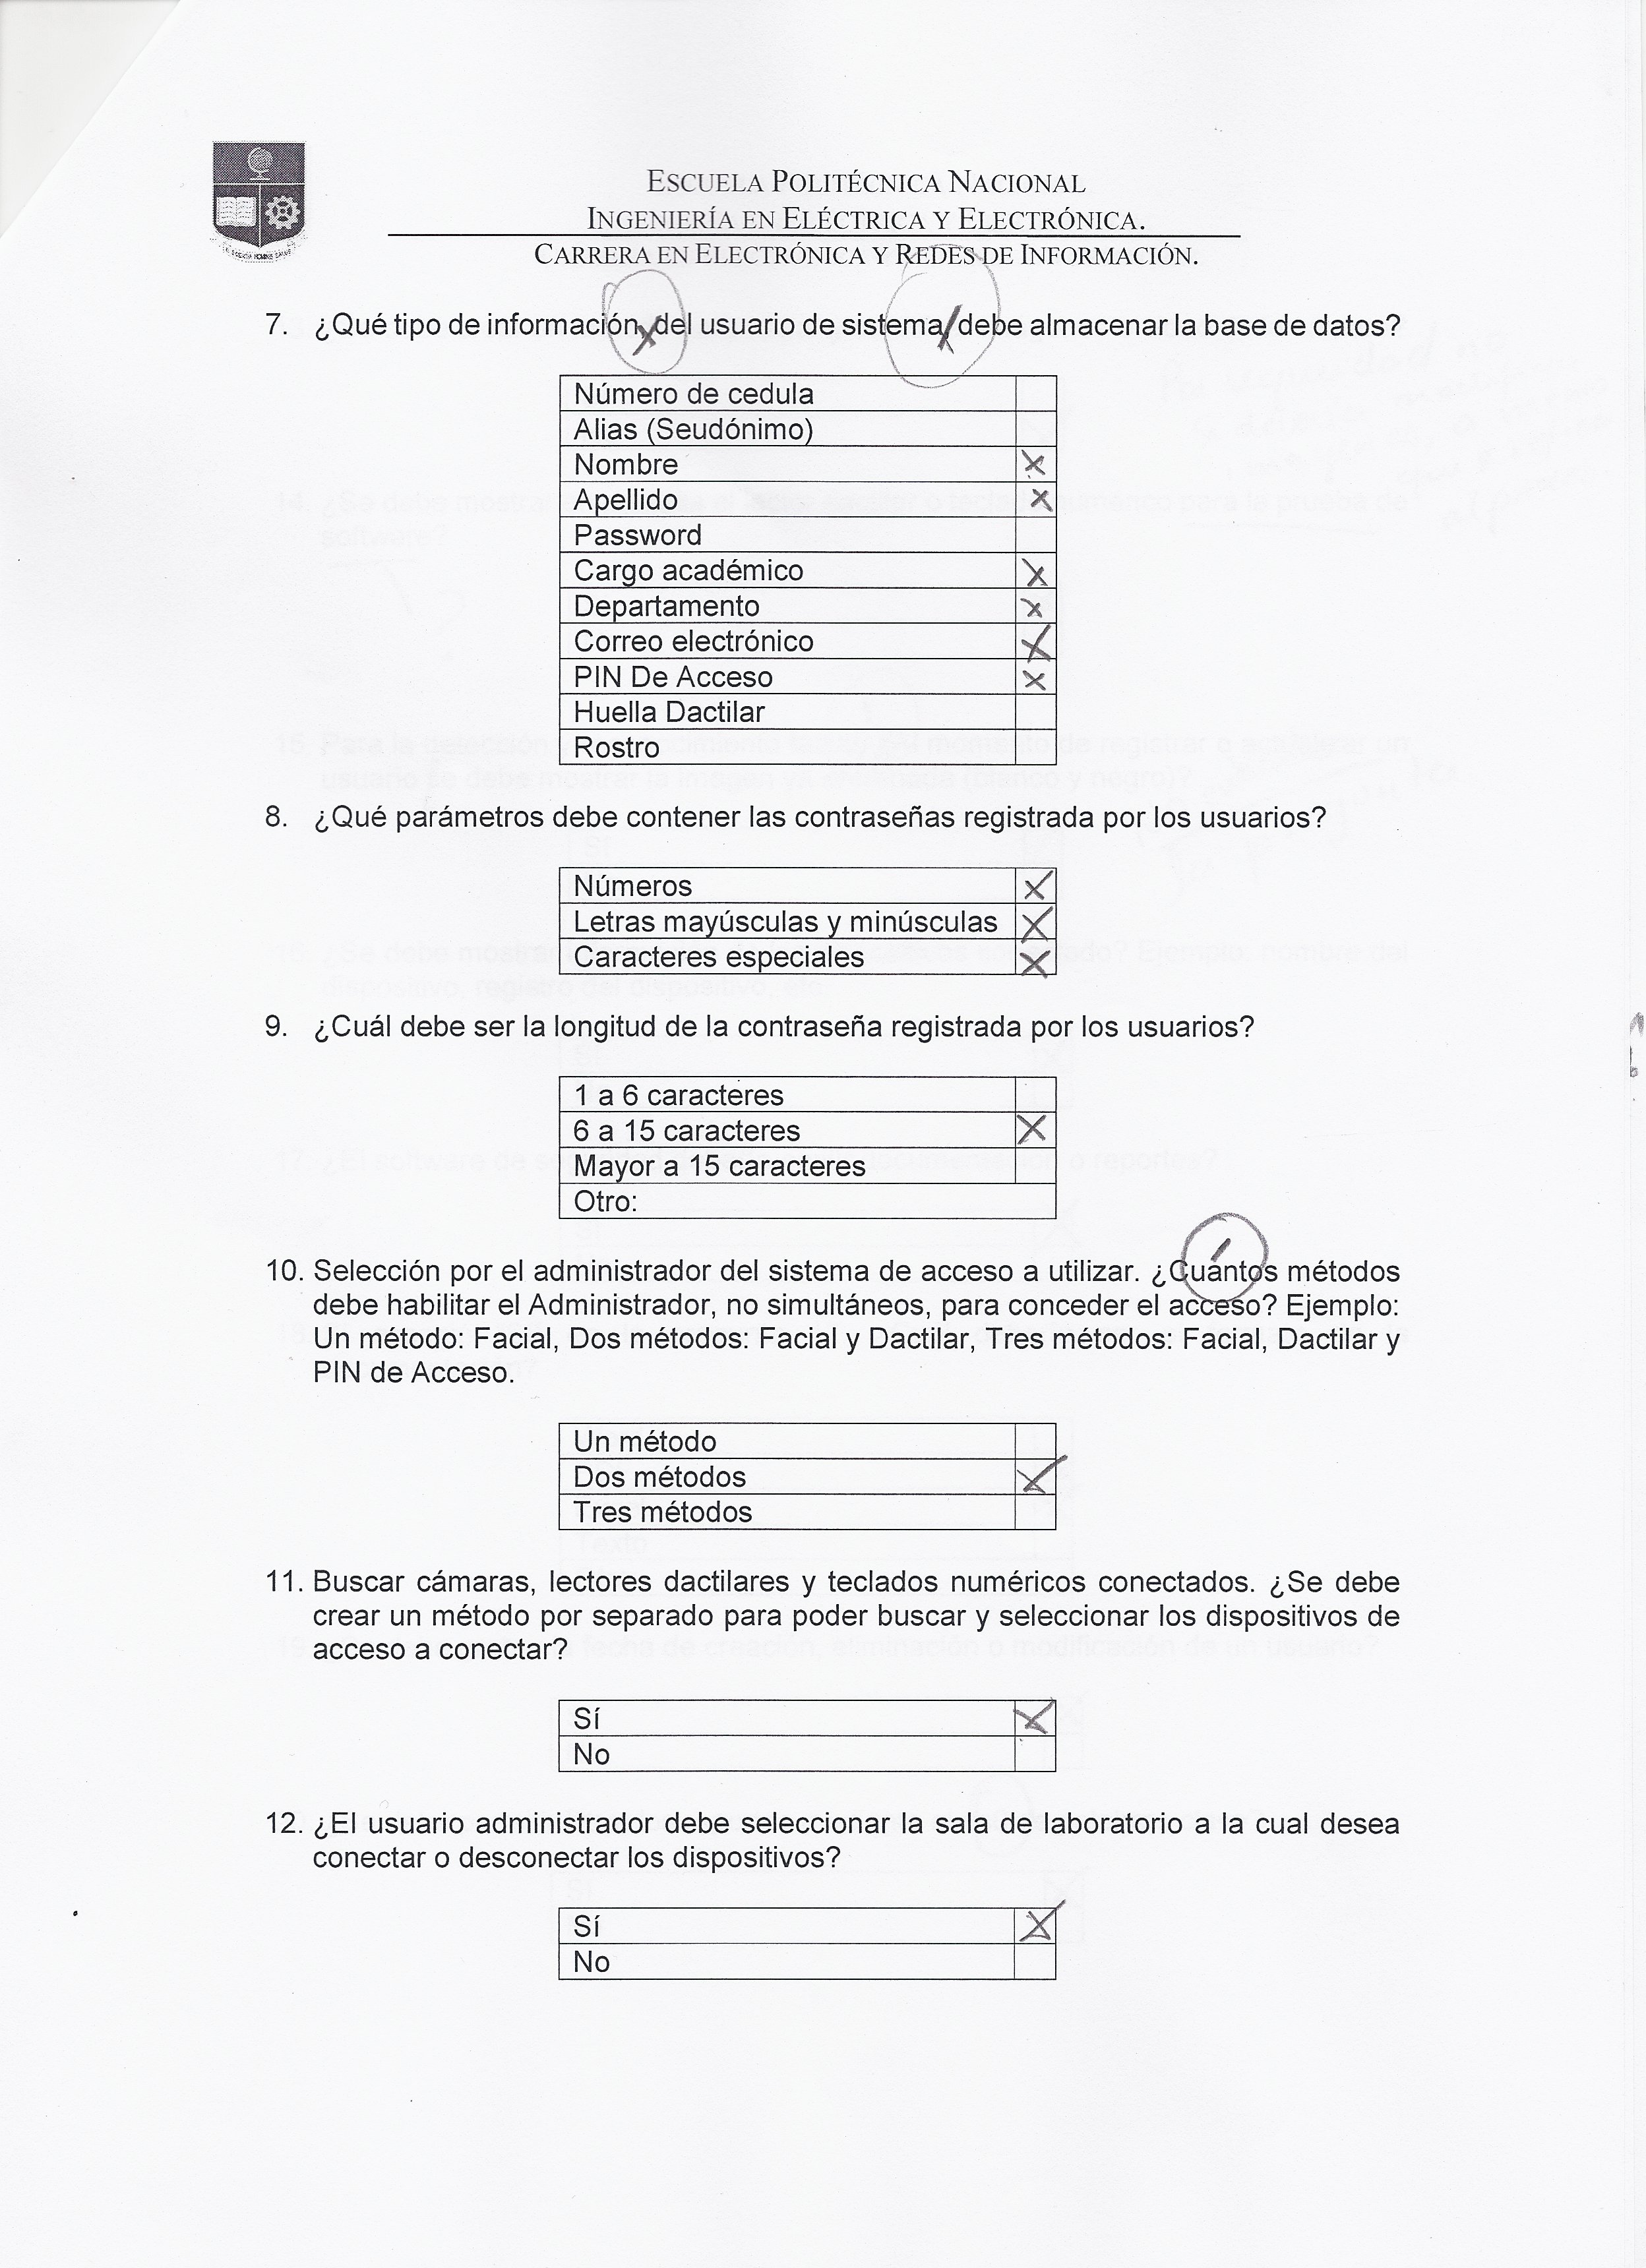 ESCUELA POLITÉCNICA NACIONAL
INGENIERÍA EN ELÉCTRICA Y ELECTRÓNICA.
CARRERA EN ELECTRÓNICA Y REDES DE INFORMACIÓN.
7. ¿Qué tipo de información, del usuario de sistema, debe almacenar la base de datos?
Número de cedula
Alias (Seudónimo)
Nombre X
Apellido X
Password
Cargo académico X
Departamento X
Correo electrónico X
PIN De Acceso X
Huella Dactilar
Rostro
8. ¿Qué parámetros debe contener las contraseñas registrada por los usuarios?
Números X
Letras mayúsculas y minúsculas X
Caracteres especiales X
9. ¿Cuál debe ser la longitud de la contraseña registrada por los usuarios?
1 a 6 caracteres
6 a 15 caracteres X
Mayor a 15 caracteres
Otro:
10. Selección por el administrador del sistema de acceso a utilizar. ¿Cuántos métodos
debe habilitar el Administrador, no simultáneos, para conceder el acceso? Ejemplo:
Un método: Facial, Dos métodos: Facial y Dactilar, Tres métodos: Facial, Dactilar y
PIN de Acceso.
Un método
Dos métodos X
Tres métodos
11. Buscar cámaras, lectores dactilares y teclados numéricos conectados. ¿Se debe
crear un método por separado para poder buscar y seleccionar los dispositivos de
acceso a conectar?
Sí X
No
12. ¿El usuario administrador debe seleccionar la sala de laboratorio a la cual desea
conectar o desconectar los dispositivos?
Sí X
No